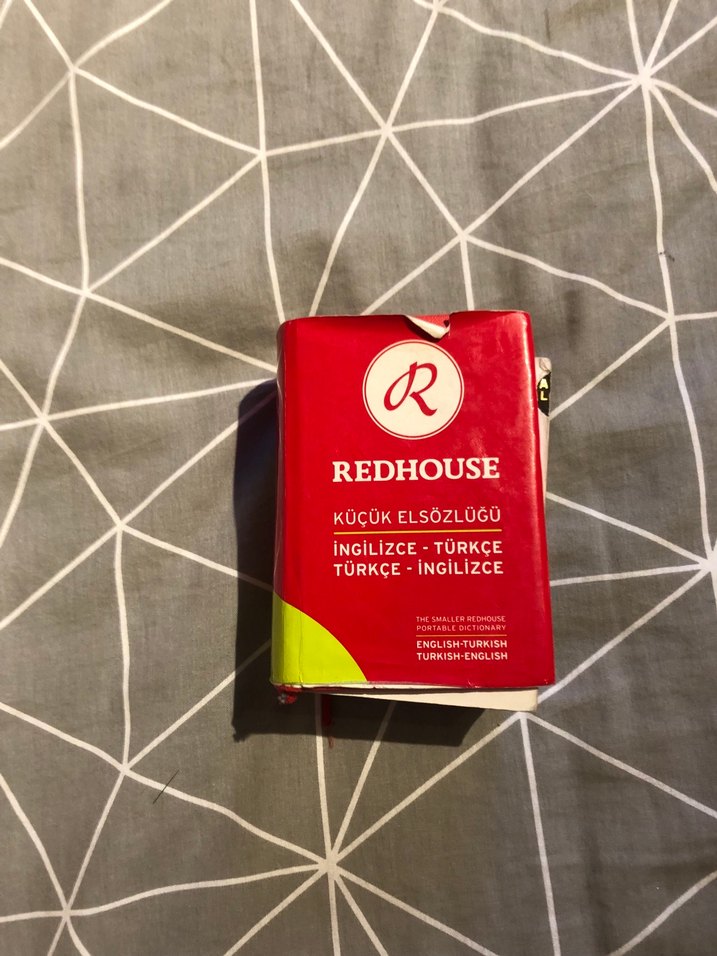 R
REDHOUSE
KÜÇÜK ELSÖZLÜĞÜ
İNGİLİZCE - TÜRKÇE
TÜRKÇE - İNGİLİZCE
THE SMALLER REDHOUSE
PORTABLE DICTIONARY
ENGLISH-TURKISH
TURKISH-ENGLISH
A
L